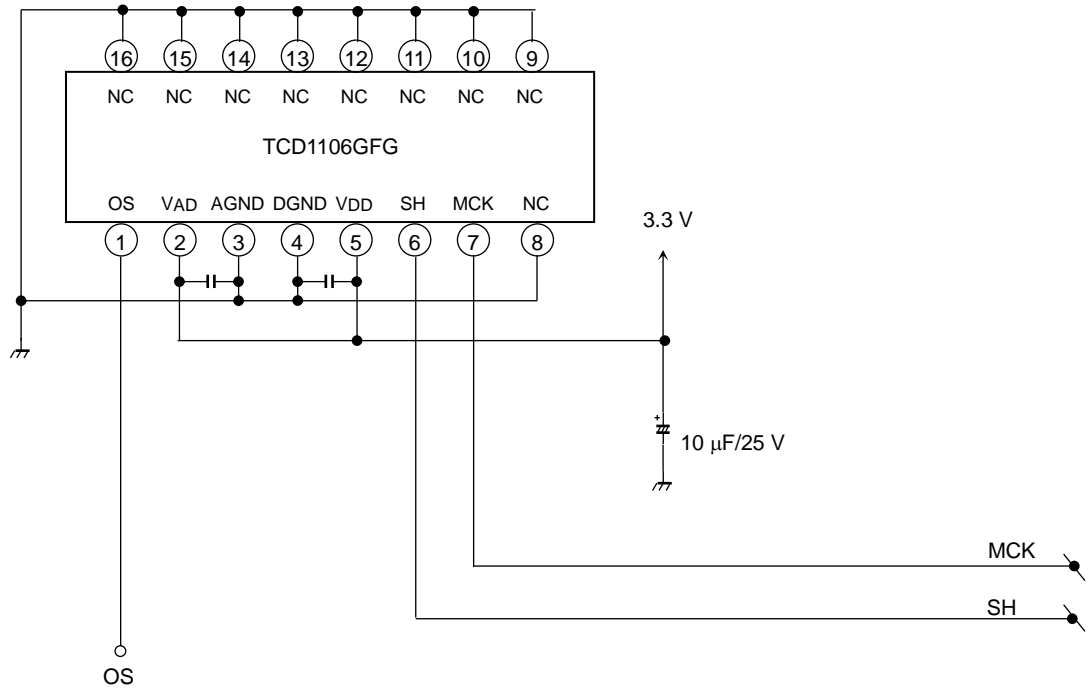 16 15 14 13 12 11 10 9
NC NC NC NC NC NC NC NC
TCD1106GFG
OS VAD AGND DGND VDD SH MCK NC
1 2 3 4 5 6 7 8
3.3 V
+
10 μF/25 V
MCK
SH
OS